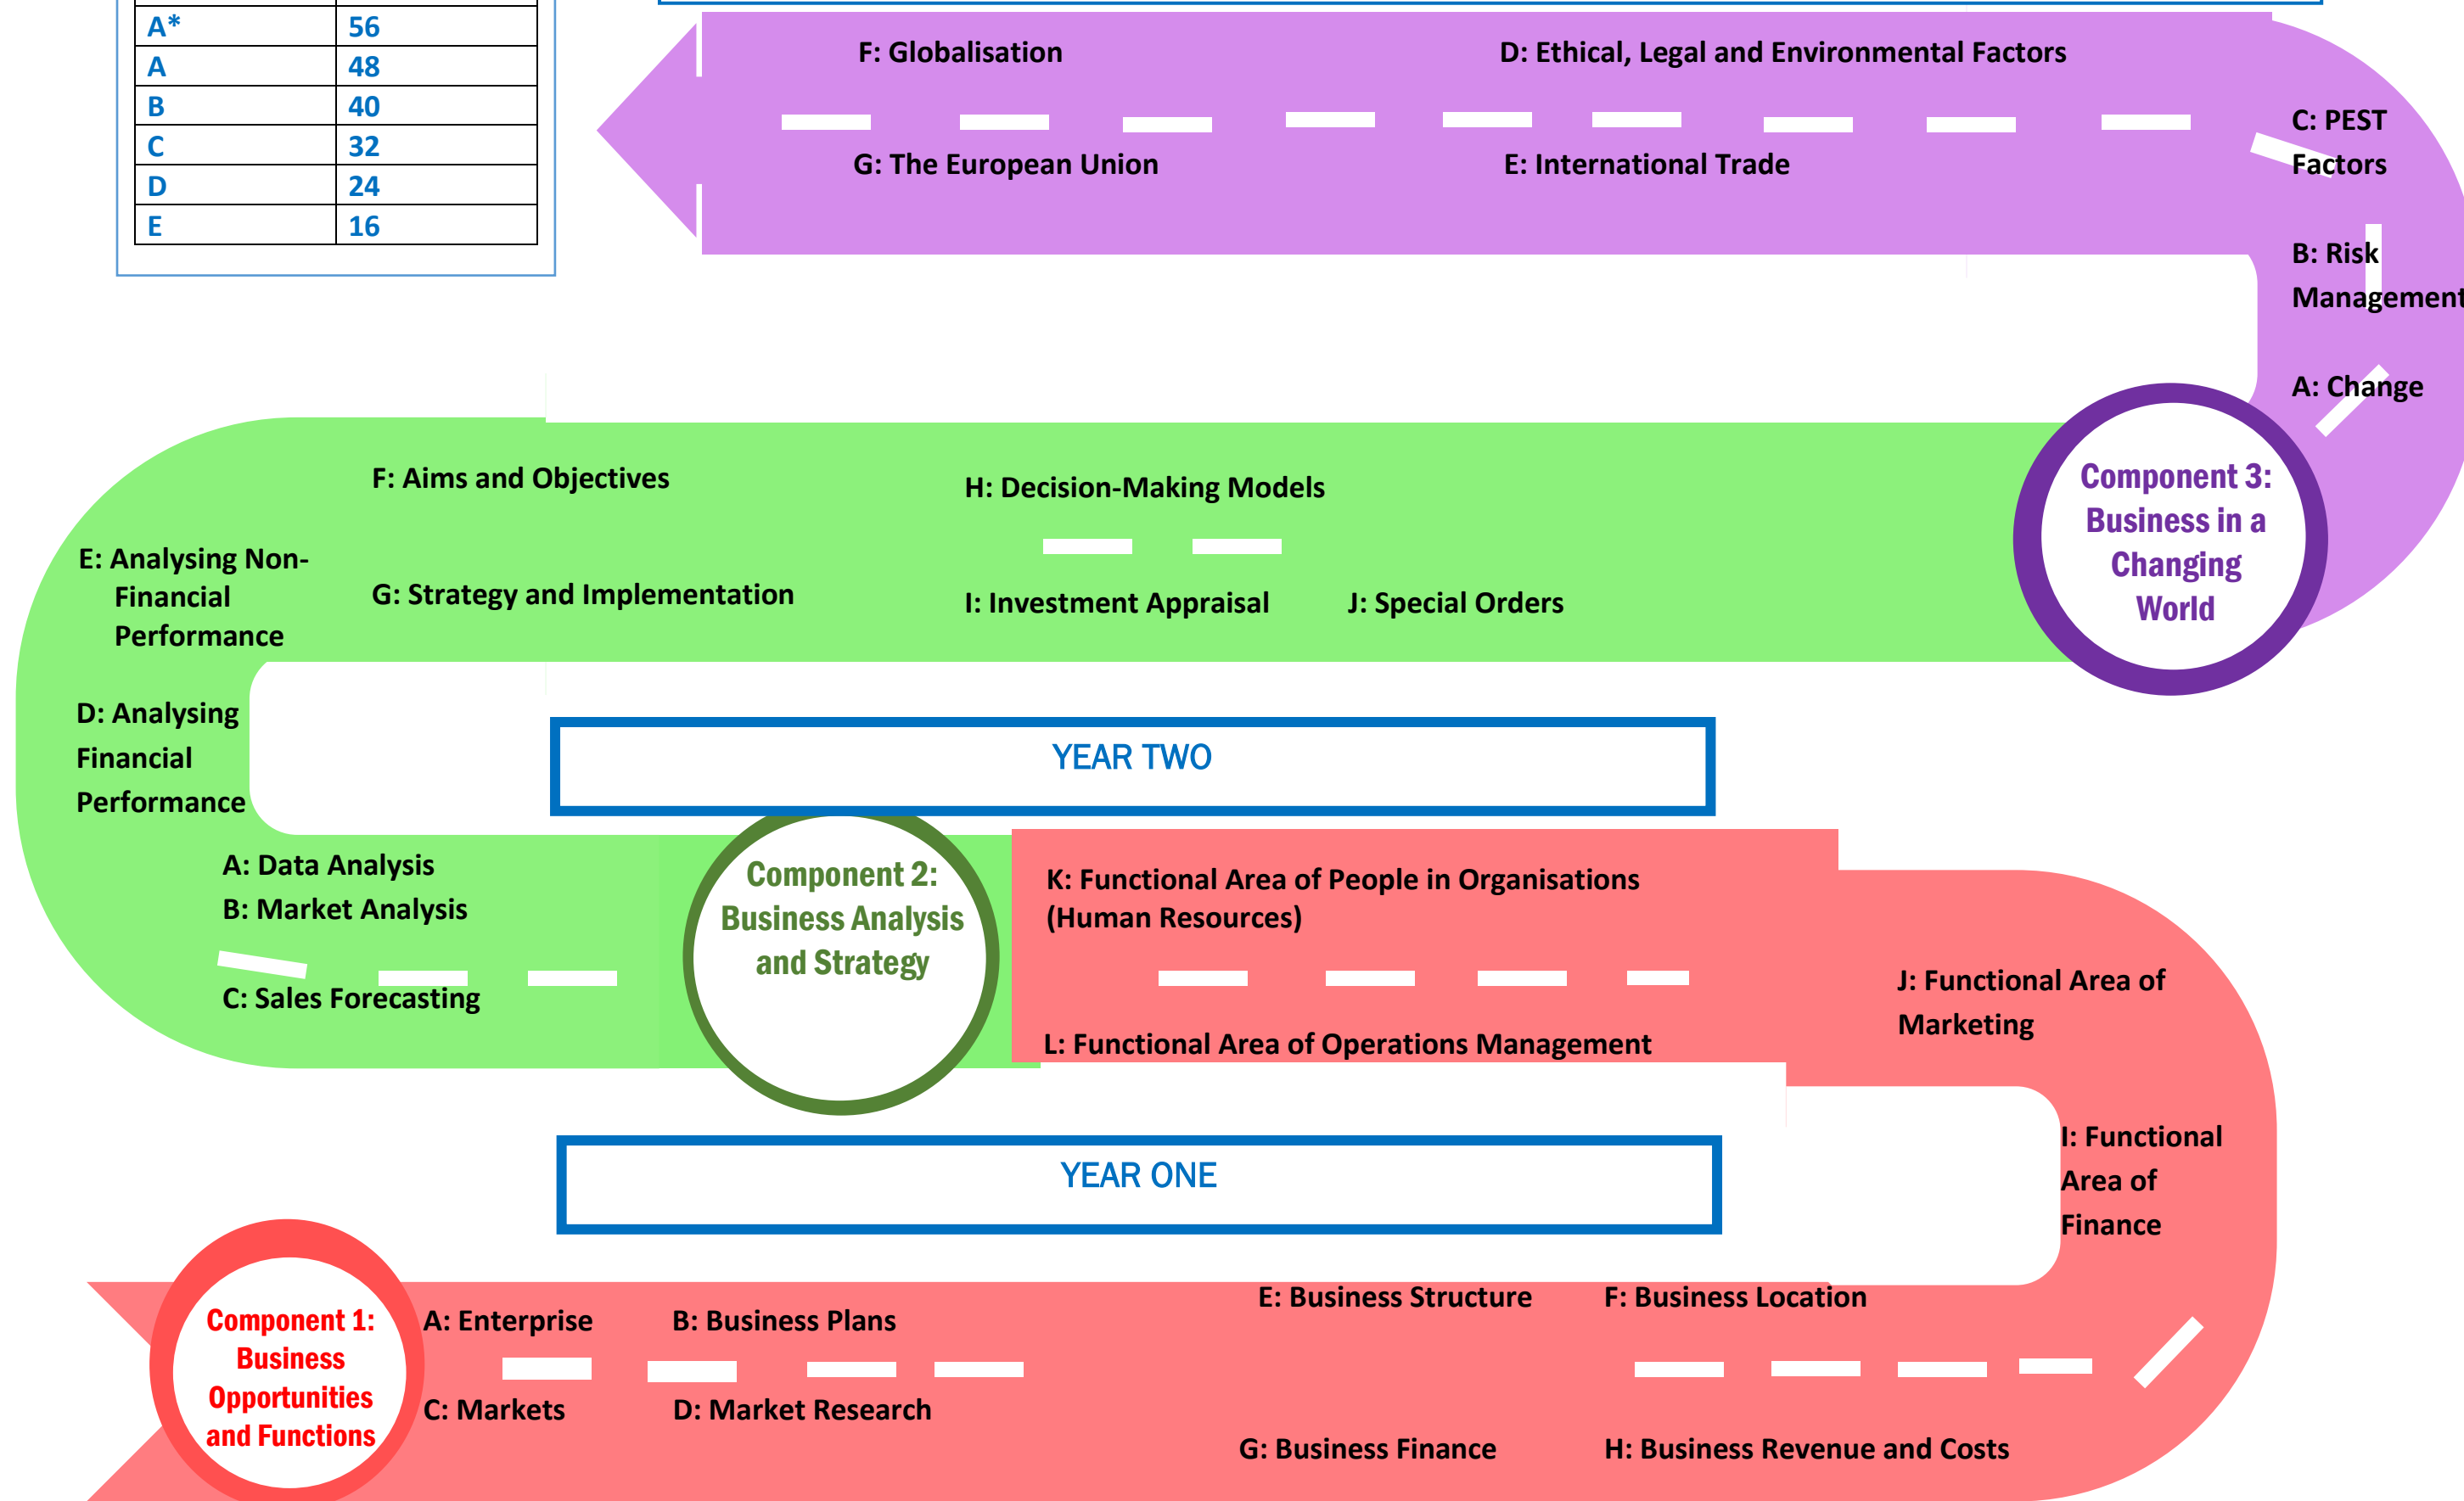 A* 56
A 48
B 40
C 32
D 24
E 16
F: Globalisation
D: Ethical, Legal and Environmental Factors
G: The European Union
E: International Trade
C: PEST
Factors
B: Risk
Management
A: Change
Component 3:
Business in a
Changing
World
F: Aims and Objectives
H: Decision-Making Models
E: Analysing Non-
Financial
Performance
G: Strategy and Implementation
I: Investment Appraisal
J: Special Orders
D: Analysing
Financial
Performance
YEAR TWO
A: Data Analysis
B: Market Analysis
C: Sales Forecasting
Component 2:
Business Analysis
and Strategy
K: Functional Area of People in Organisations
(Human Resources)
L: Functional Area of Operations Management
J: Functional Area of
Marketing
I: Functional
Area of
Finance
YEAR ONE
Component 1:
Business
Opportunities
and Functions
A: Enterprise
B: Business Plans
C: Markets
D: Market Research
E: Business Structure
F: Business Location
G: Business Finance
H: Business Revenue and Costs